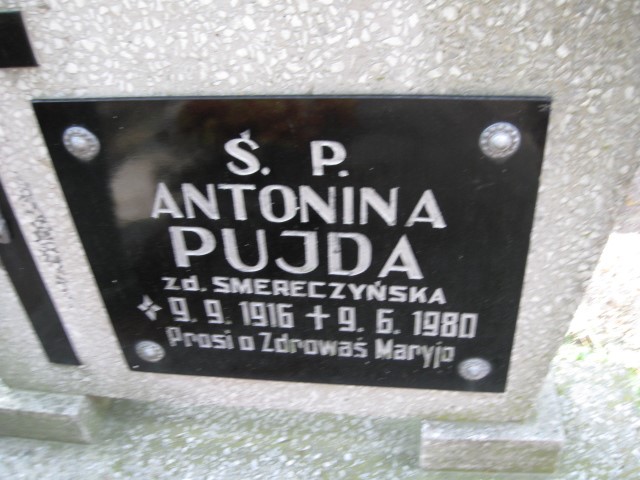 Ś. P.
ANTONINA
PUJDA
zd. SMERECZYŃSKA
9. 9. 1916 + 9. 6. 1980
Prosi o Zdrowaś Maryjo